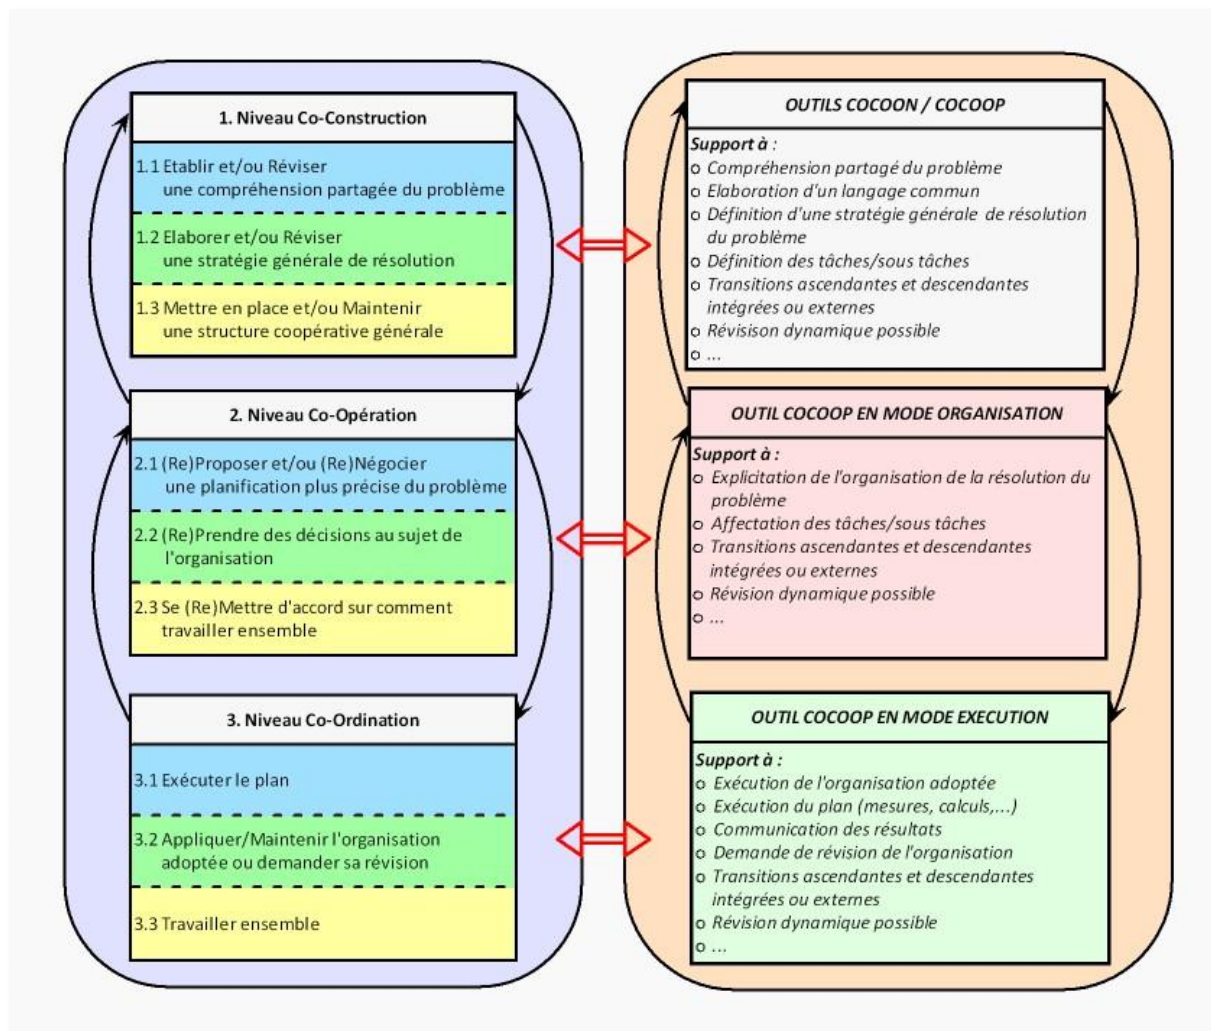 1. Niveau Co-Construction
1.1 Etablir et/ou Réviser
une compréhension partagée du problème
1.2 Elaborer et/ou Réviser
une stratégie générale de résolution
1.3 Mettre en place et/ou Maintenir
une structure coopérative générale
2. Niveau Co-Opération
2.1 (Re)Proposer et/ou (Re)Négocier
une planification plus précise du problème
2.2 (Re)Prendre des décisions au sujet de
l'organisation
2.3 Se (Re)Mettre d'accord sur comment
travailler ensemble
3. Niveau Co-Ordination
3.1 Exécuter le plan
3.2 Appliquer/Maintenir l'organisation
adoptée ou demander sa révision
3.3 Travailler ensemble
OUTILS COCOON / COCOOP
Support à :
o Compréhension partagé du problème
o Elaboration d'un langage commun
o Définition d'une stratégie générale de résolution
du problème
o Définition des tâches/sous tâches
o Transitions ascendantes et descendantes
intégrées ou externes
o Révisison dynamique possible
o ...
OUTIL COCOOP EN MODE ORGANISATION
Support à :
o Explicitation de l'organisation de la résolution du
problème
o Affectation des tâches/sous tâches
o Transitions ascendantes et descendantes
intégrées ou externes
o Révision dynamique possible
o ...
OUTIL COCOOP EN MODE EXECUTION
Support à :
o Exécution de l'organisation adoptée
o Exécution du plan (mesures, calculs,...)
o Communication des résultats
o Demande de révision de l'organisation
o Transitions ascendantes et descendantes
intégrées ou externes
o Révision dynamique possible
o ...